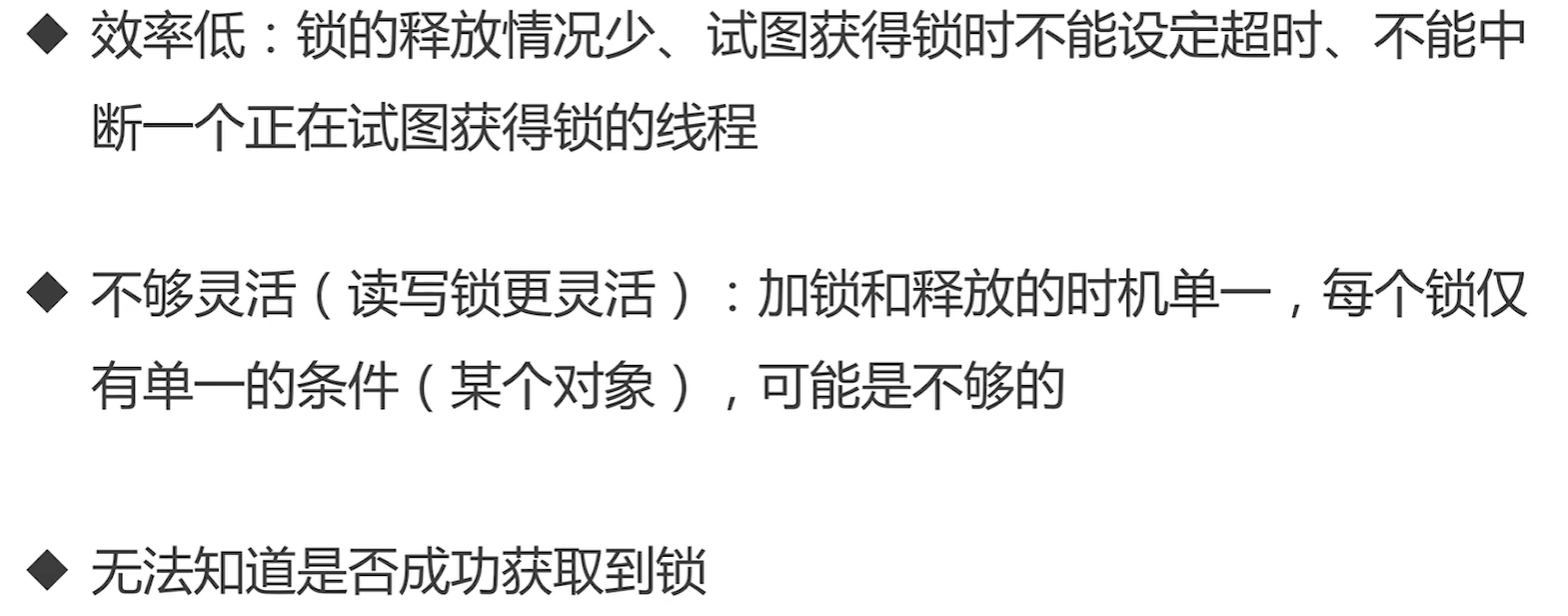 ◆ 效率低：锁的释放情况少、试图获得锁时不能设定超时、不能中
断一个正在试图获得锁的线程
◆ 不够灵活（读写锁更灵活）：加锁和释放的时机单一，每个锁仅
有单一的条件（某个对象），可能是不够的
◆ 无法知道是否成功获取到锁